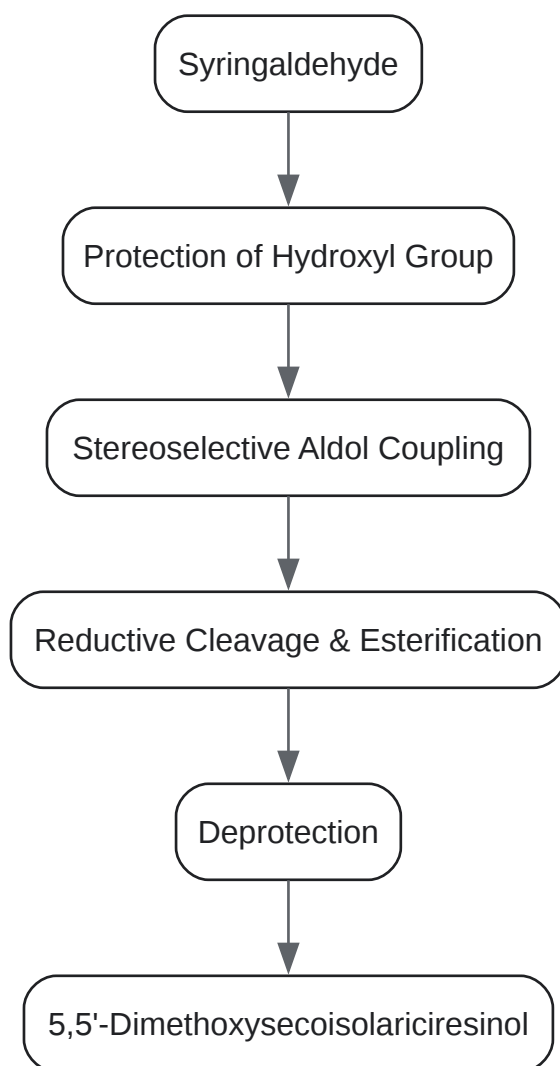 Syringaldehyde
Protection of Hydroxyl Group
Stereoselective Aldol Coupling
Reductive Cleavage & Esterification
Deprotection
5,5'-Dimethoxysecoisolariciresinol